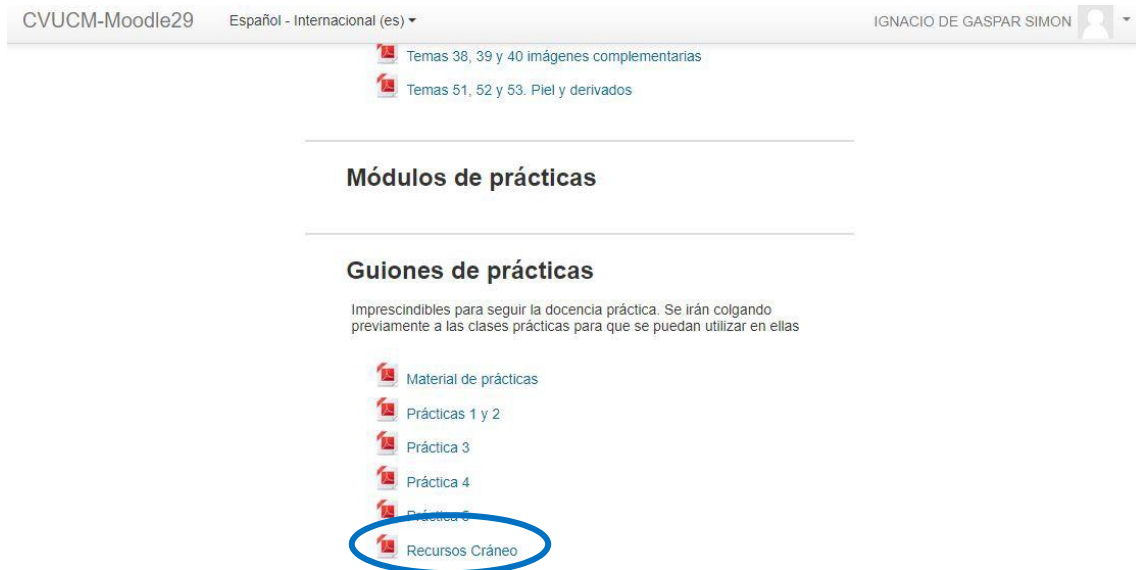 CVUCM-Moodle29 Español - Internacional (es) IGNACIO DE GASPAR SIMON
Temas 38, 39 y 40 imágenes complementarias
Temas 51, 52 y 53. Piel y derivados
Módulos de prácticas
Guiones de prácticas
Imprescindibles para seguir la docencia práctica. Se irán colgando
previamente a las clases prácticas para que se puedan utilizar en ellas
Material de prácticas
Prácticas 1 y 2
Práctica 3
Práctica 4
Práctica
Recursos Cráneo